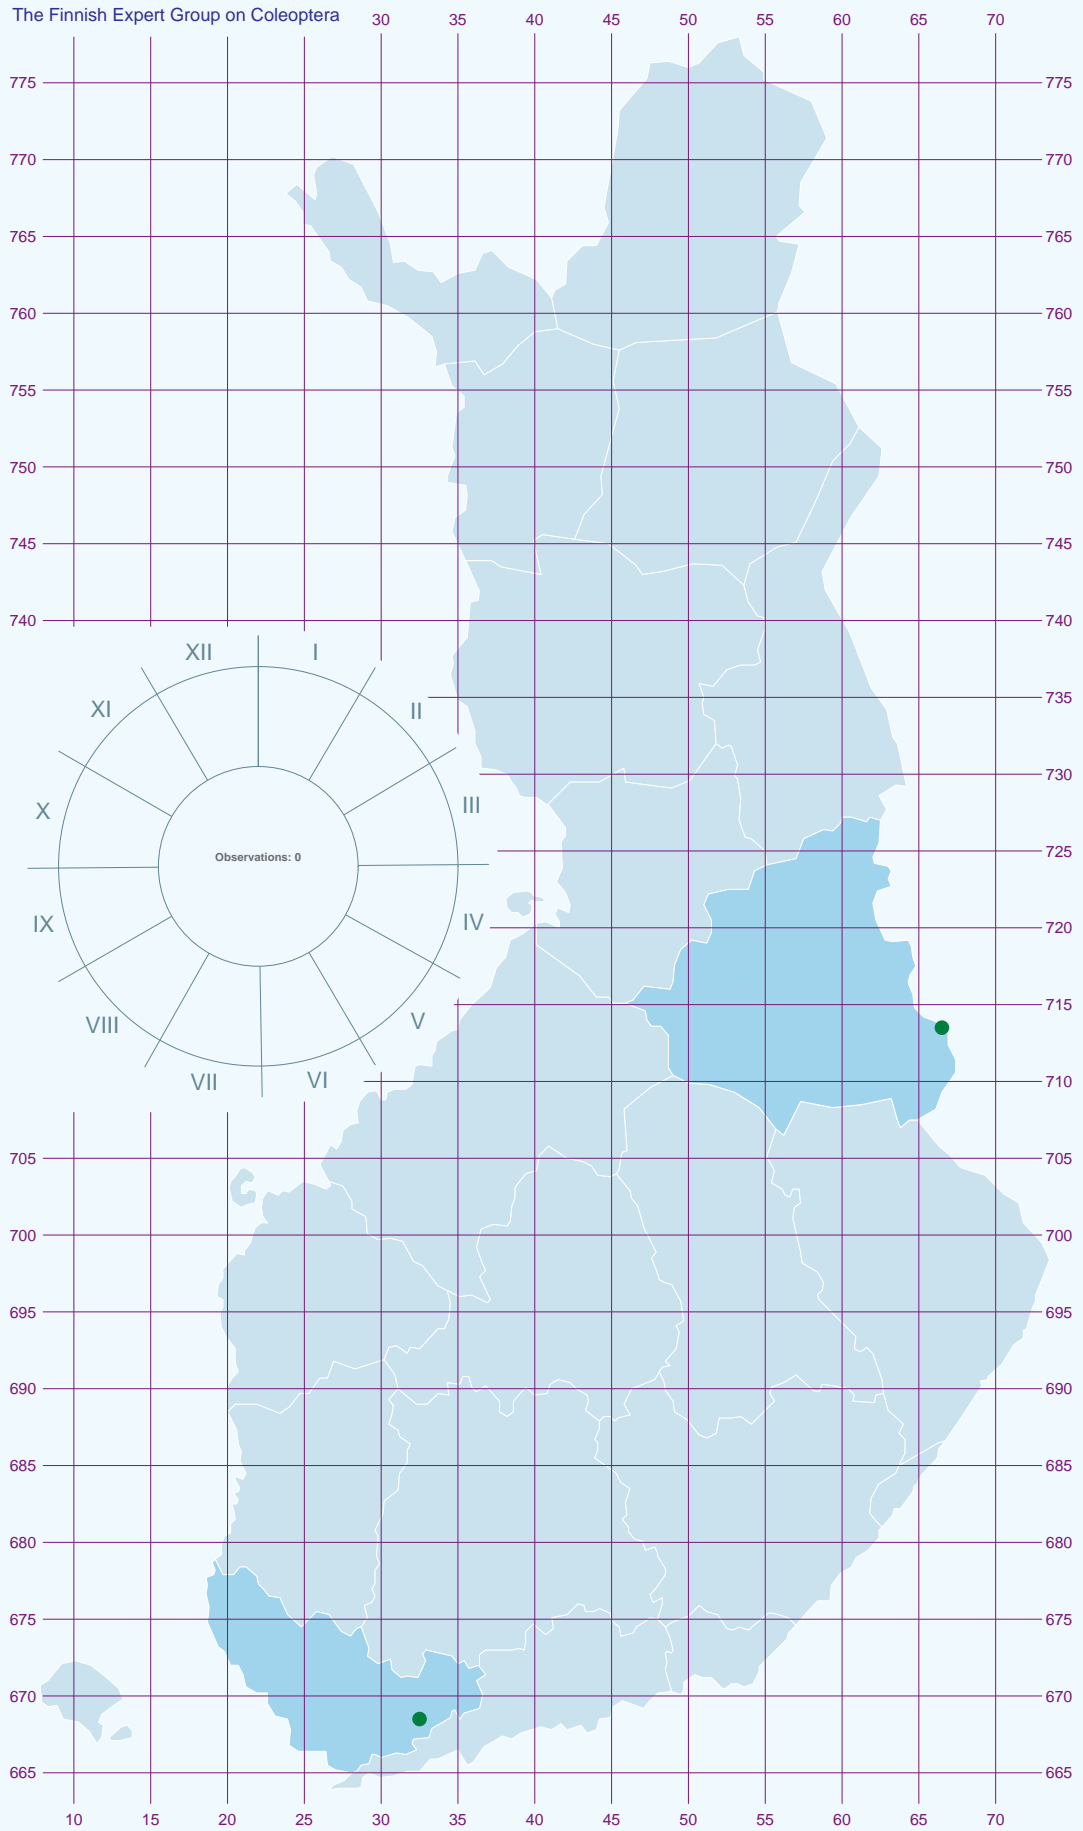 The Finnish Expert Group on Coleoptera
30 35 40 45 50 55 60 65 70
775 775
770 770
765 765
760 760
755 755
750 750
745 745
740 740
XII I
XI II
735
730
X III
725
Observations: 0
IX IV
720
715
VIII V
VII VI
710
705 705
700 700
695 695
690 690
685 685
680 680
675 675
670 670
665 665
10 15 20 25 30 35 40 45 50 55 60 65 70